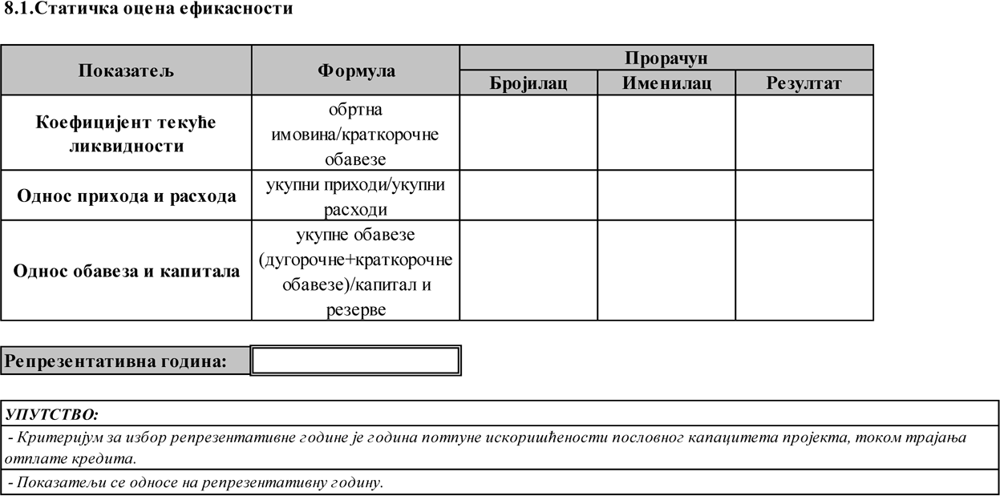 8.1.Статичка оцена ефикасности
Показатељ
Формула
Прорачун
Бројилац
Именилац
Резултат
Коефицијент текуће
ликвидности
обртна
имовина/краткорочне
обавезе
Однос прихода и расхода
укупни приходи/укупни
расходи
Однос обавеза и капитала
укупне обавезе
(дугорочне+краткорочне
обавезе)/капитал и
резерве
Репрезентативна година:
УПУТСТВО:
- Критеријум за избор репрезентативне године је година потпуне искоришћености пословног капацитета пројекта, током трајања
отплате кредита.
- Показатељи се односе на репрезентативну годину.